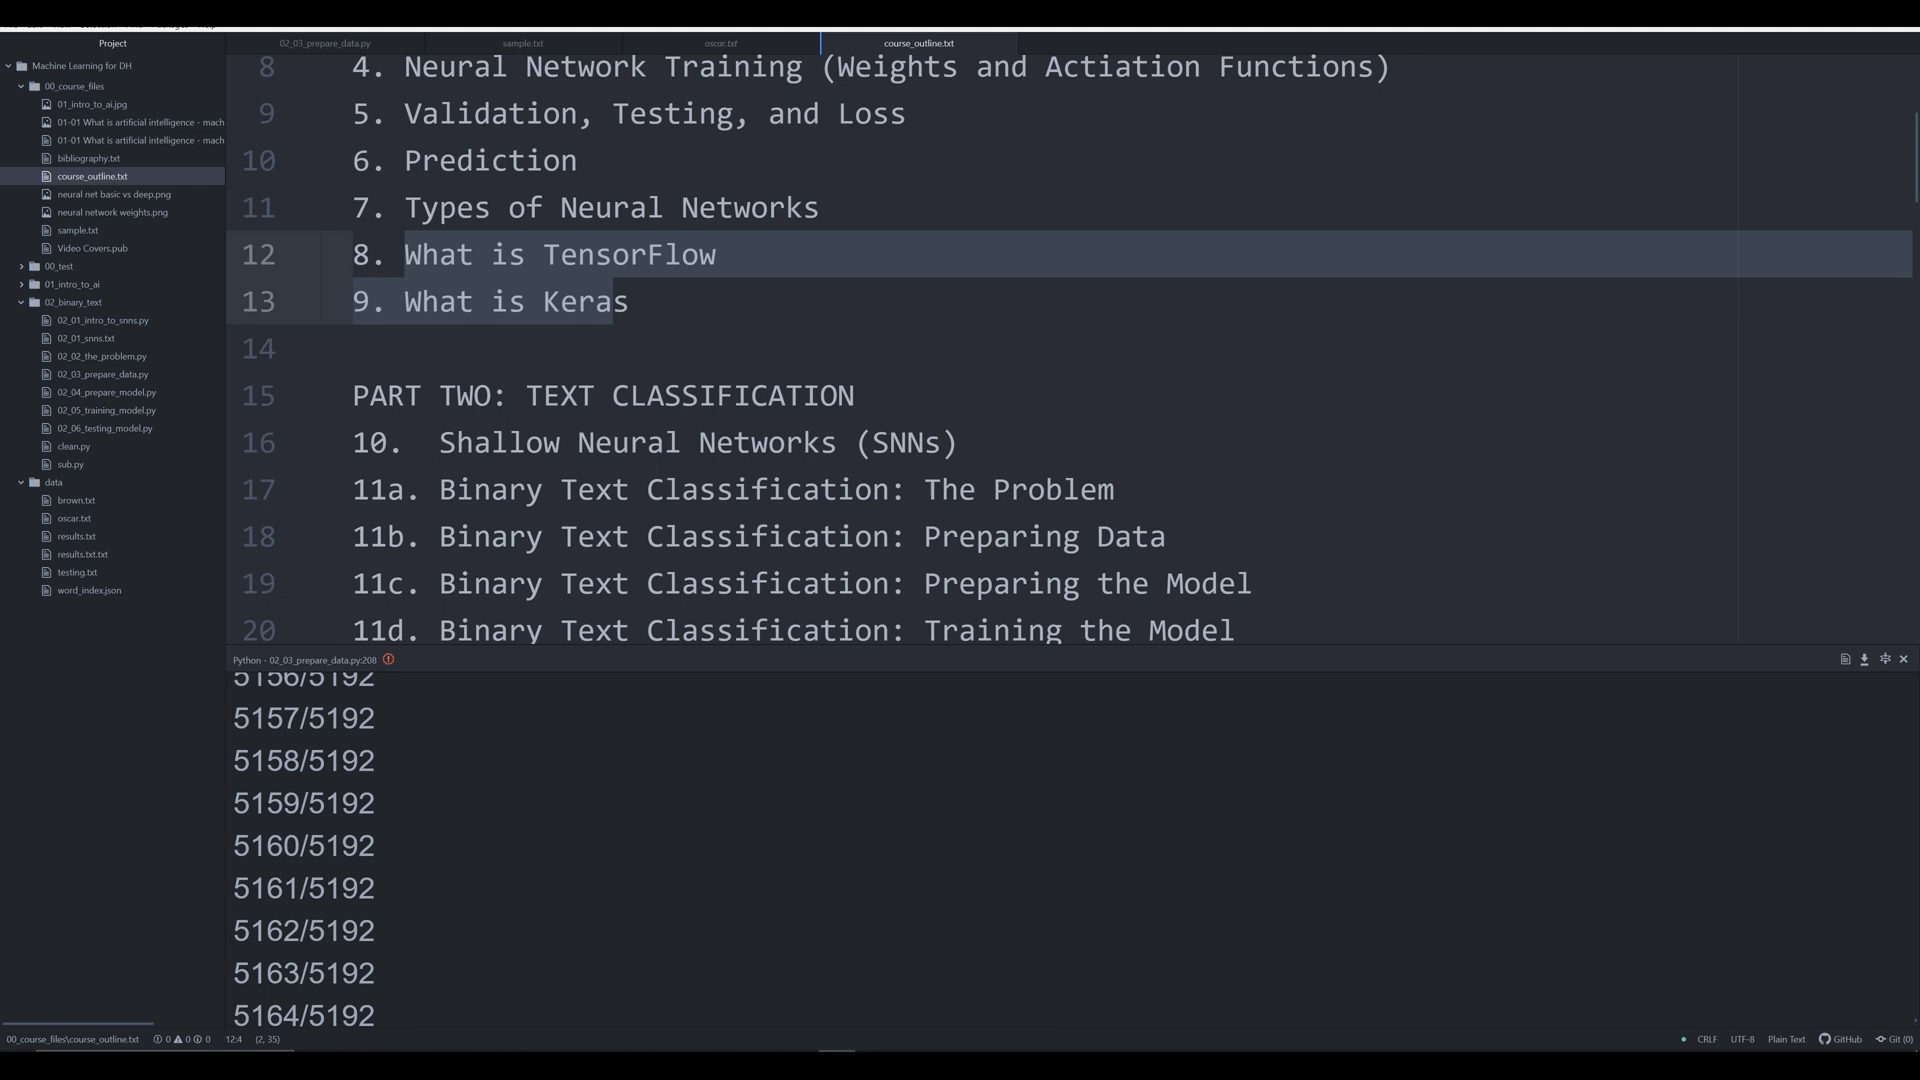 Project
02_03_prepare_data.py
sample.txt
oscar.txt
course_outline.txt
Machine Learning for DH
00_course_files
01_intro_to_ai.jpg
01-01 What is artificial intelligence - mach
01-01 What is artificial intelligence - mach
bibliography.txt
course_outline.txt
neural net basic vs deep.png
neural network weights.png
sample.txt
Video Covers.pub
00_test
01_intro_to_ai
02_binary_text
02_01_intro_to_snns.py
02_01_snns.txt
02_02_the_problem.py
02_03_prepare_data.py
02_04_prepare_model.py
02_05_training_model.py
02_06_testing_model.py
clean.py
sub.py
data
brown.txt
oscar.txt
results.txt
results.txt.txt
testing.txt
word_index.json
8 4. Neural Network Training (Weights and Actiation Functions)
9 5. Validation, Testing, and Loss
10 6. Prediction
11 7. Types of Neural Networks
12 8. What is TensorFlow
13 9. What is Keras
14
15 PART TWO: TEXT CLASSIFICATION
16 10.  Shallow Neural Networks (SNNs)
17 11a. Binary Text Classification: The Problem
18 11b. Binary Text Classification: Preparing Data
19 11c. Binary Text Classification: Preparing the Model
20 11d. Binary Text Classification: Training the Model
Python - 02_03_prepare_data.py:208
5156/5192
5157/5192
5158/5192
5159/5192
5160/5192
5161/5192
5162/5192
5163/5192
5164/5192
00_course_files\course_outline.txt 0 0 0 12:4 (2, 35) CRLF UTF-8 Plain Text GitHub Git (0)